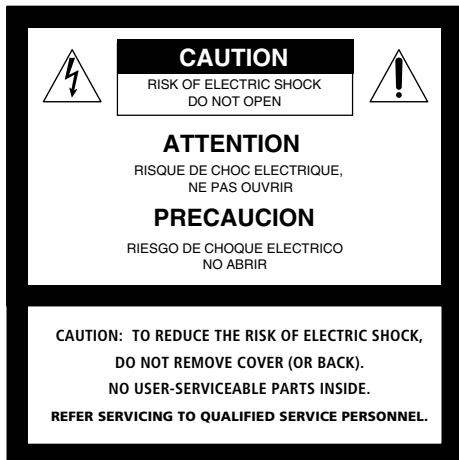 CAUTION
RISK OF ELECTRIC SHOCK
DO NOT OPEN
ATTENTION
RISQUE DE CHOC ELECTRIQUE,
NE PAS OUVRIR
PRECAUCION
RIESGO DE CHOQUE ELECTRICO
NO ABRIR
CAUTION: TO REDUCE THE RISK OF ELECTRIC SHOCK,
DO NOT REMOVE COVER (OR BACK).
NO USER-SERVICEABLE PARTS INSIDE.
REFER SERVICING TO QUALIFIED SERVICE PERSONNEL.